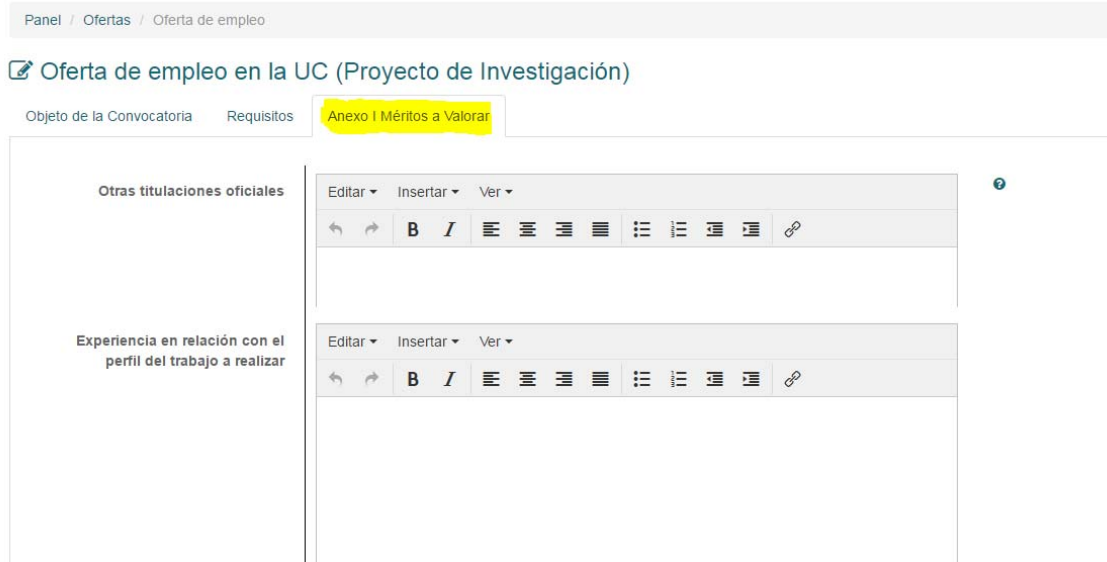 Panel / Ofertas / Oferta de empleo
Oferta de empleo en la UC (Proyecto de Investigación)
Objeto de la Convocatoria Requisitos Anexo I Méritos a Valorar
Otras titulaciones oficiales
Editar Insertar Ver
B I
Experiencia en relación con el
perfil del trabajo a realizar
Editar Insertar Ver
B I